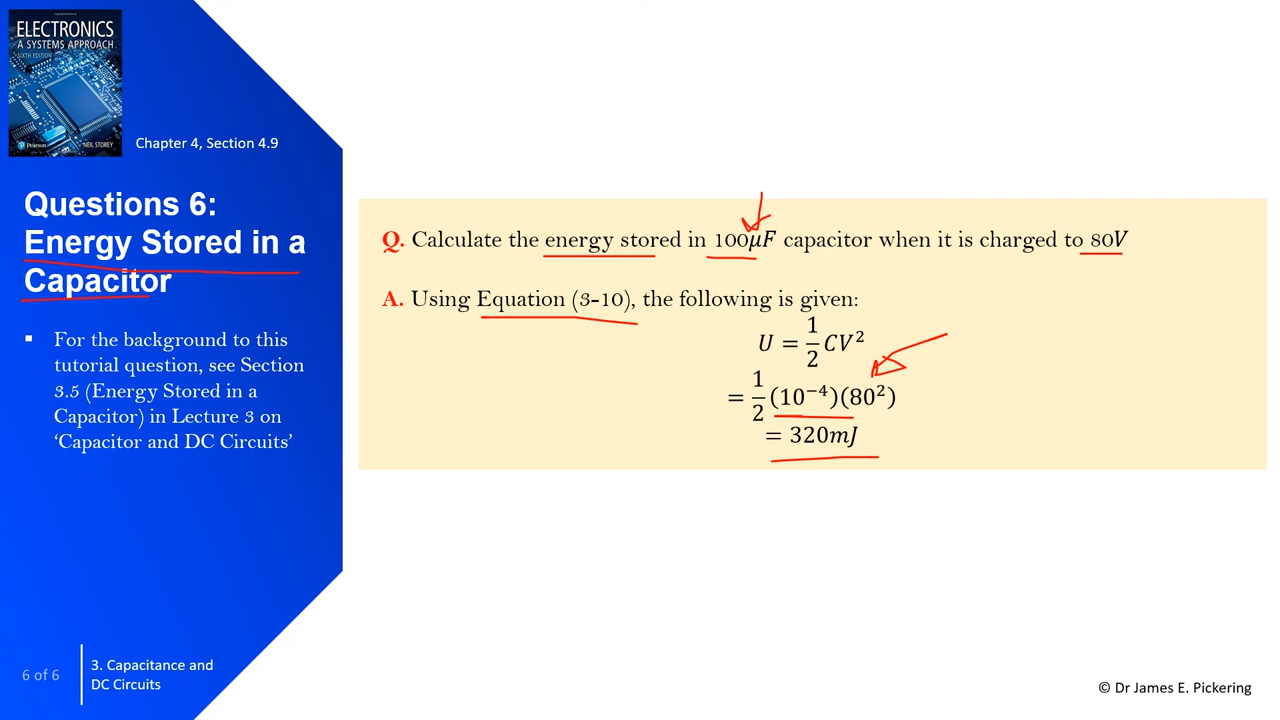 ELECTRONICS
A SYSTEMS APPROACH
SIXTH EDITION
Pearson
NEIL STOREY
Chapter 4, Section 4.9
Questions 6:
Energy Stored in a
Capacitor
▪ For the background to this
tutorial question, see Section
3.5 (Energy Stored in a
Capacitor) in Lecture 3 on
‘Capacitor and DC Circuits’
Q. Calculate the energy stored in 100μF capacitor when it is charged to 80V
A. Using Equation (3-10), the following is given:
U = 1/2 CV²
= 1/2 (10⁻⁴)(80²)
= 320mJ
6 of 6
3. Capacitance and
DC Circuits
© Dr James E. Pickering